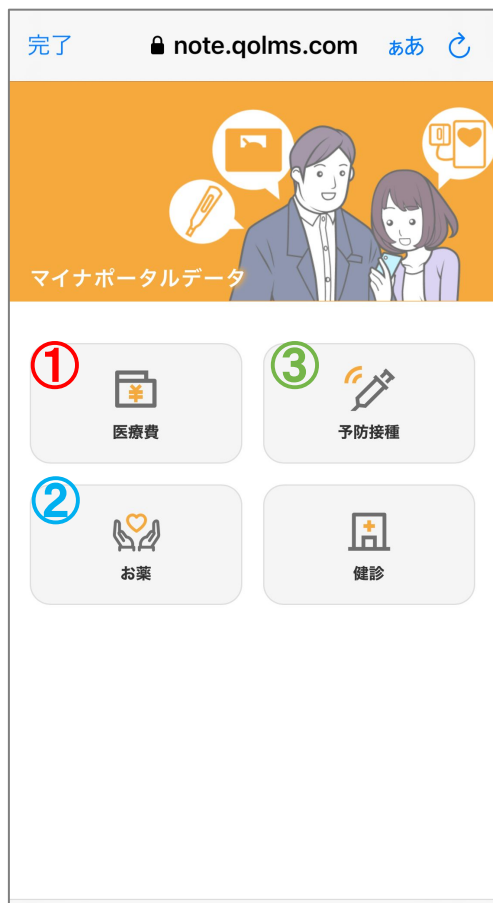 完了 note.qolms.com ぁあ
マイナポータルデータ
① ③
医療費 予防接種
②
お薬 健診